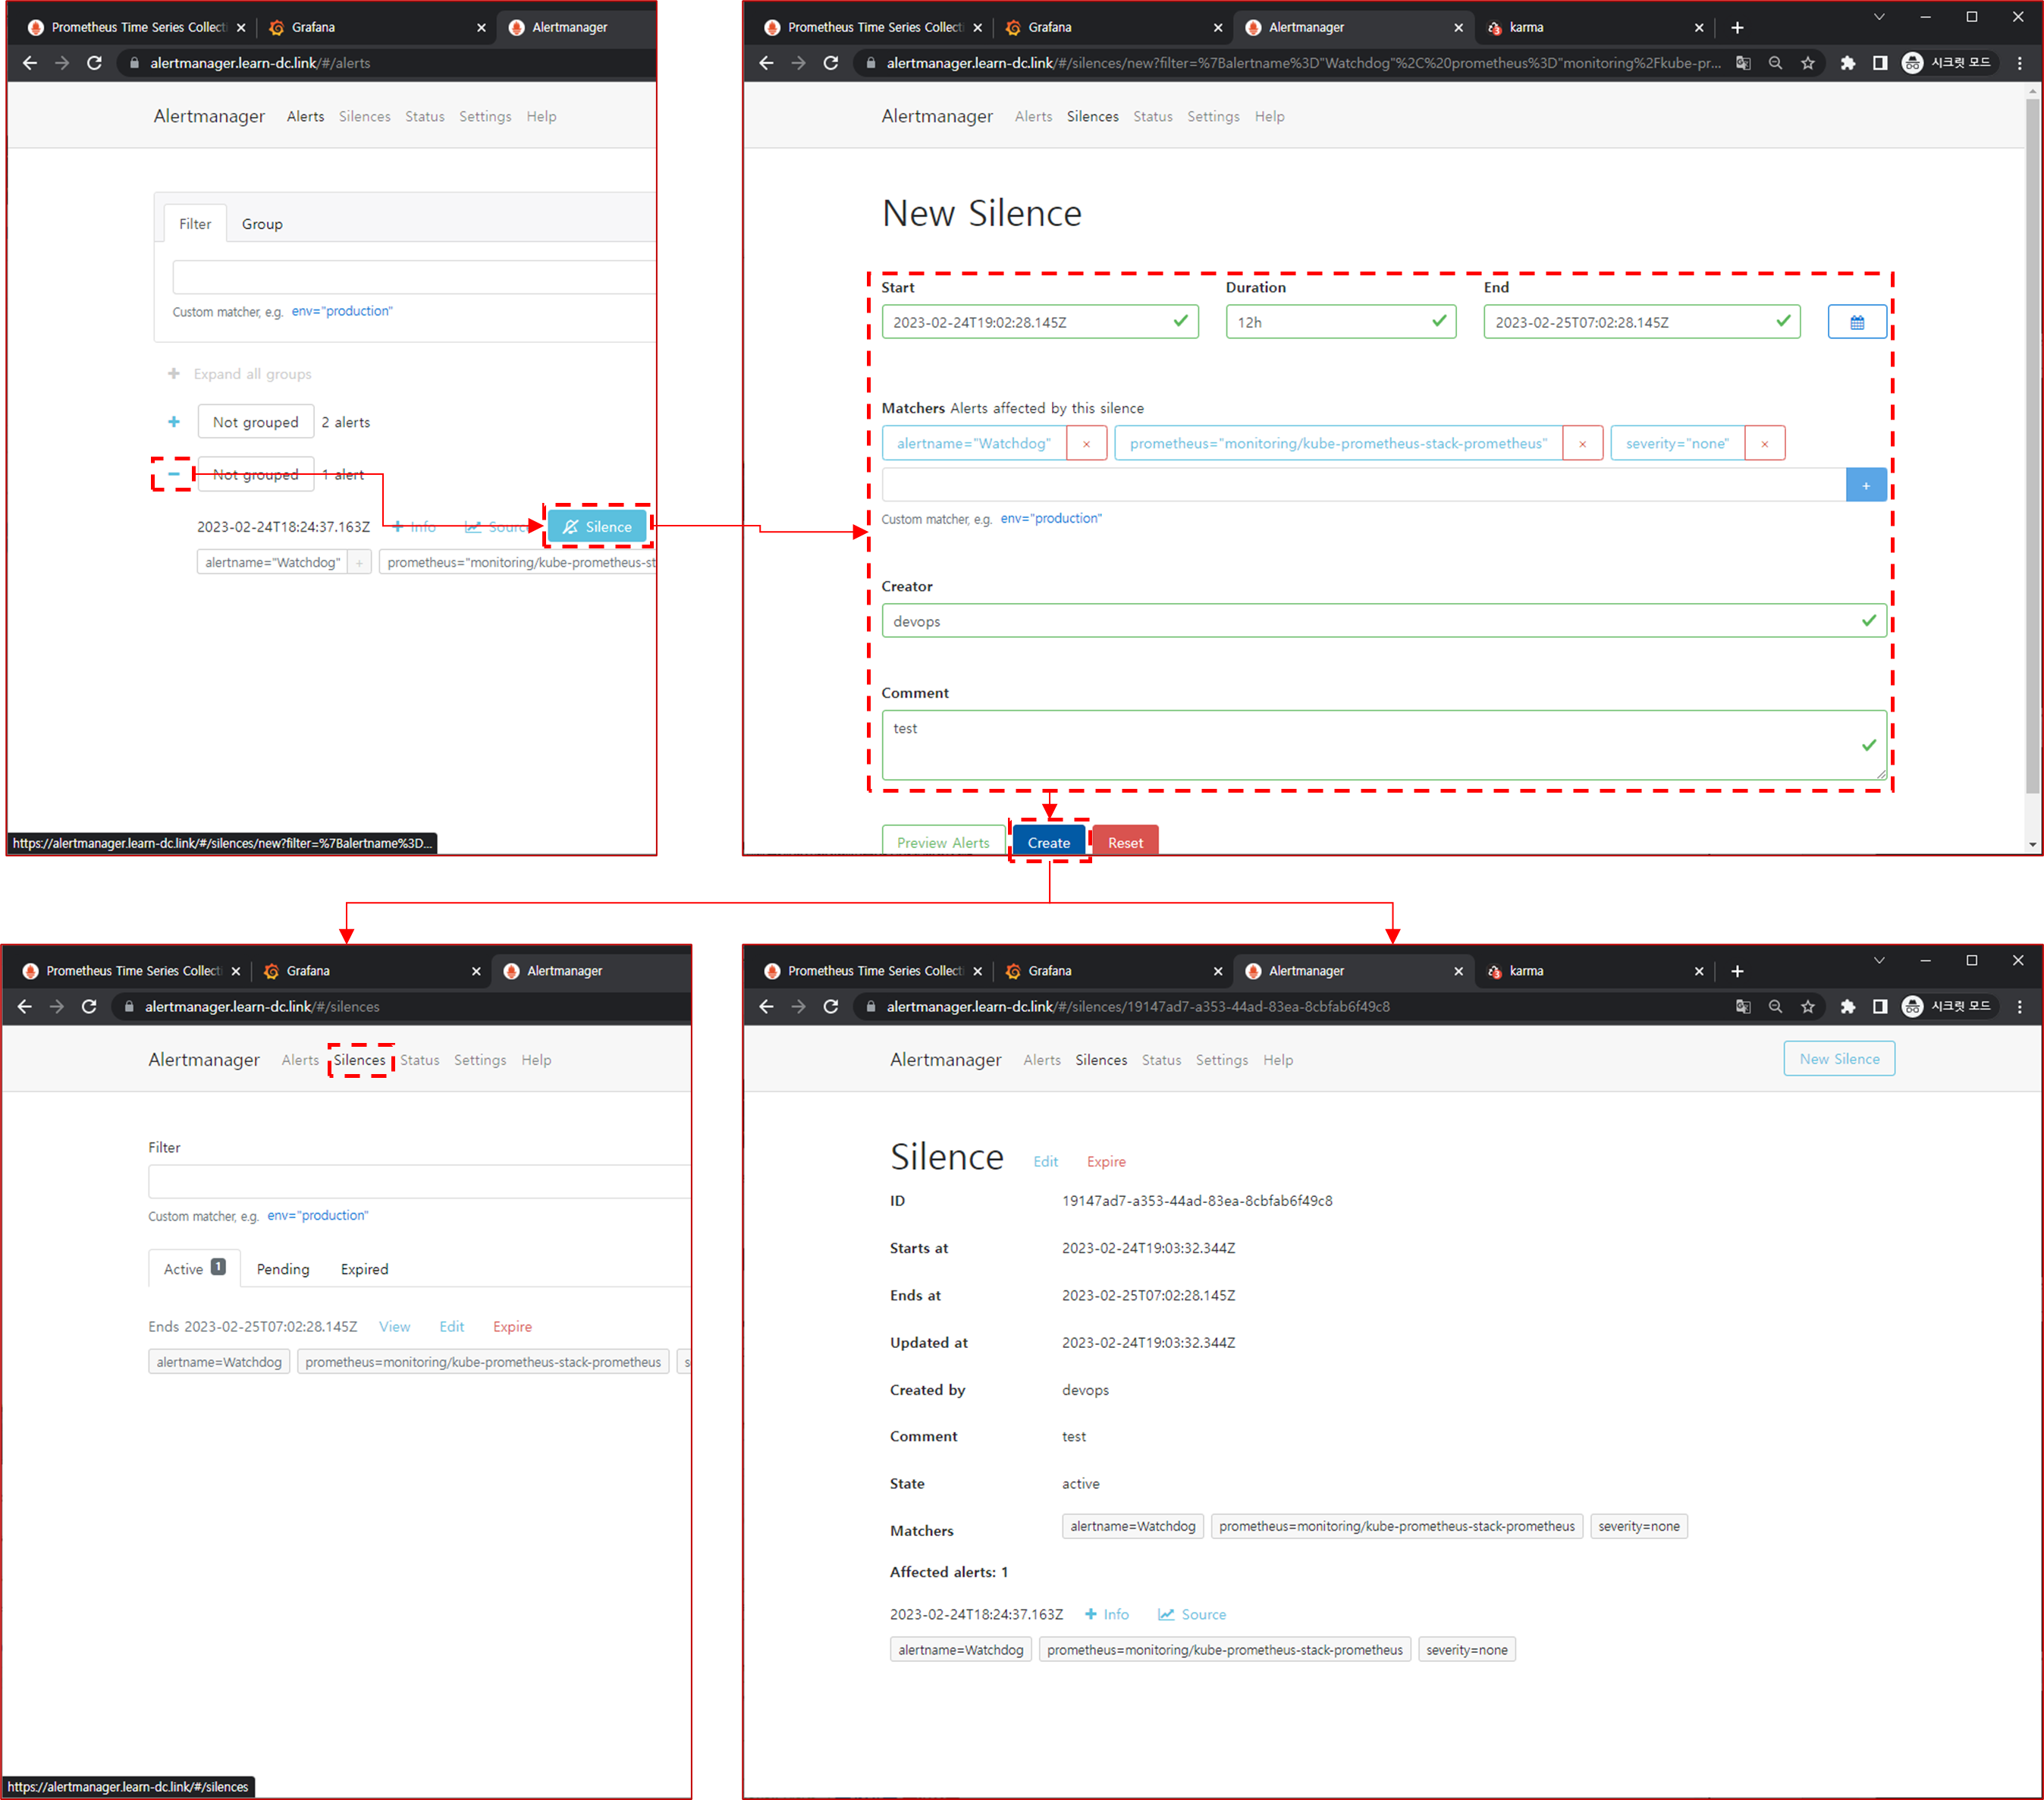 Prometheus Time Series Collecti
Grafana
Alertmanager
alertmanager.learn-dc.link/#/alerts
Alertmanager Alerts Silences Status Settings Help
Filter Group
Custom matcher, e.g. env="production"
Expand all groups
Not grouped 2 alerts
Not grouped 1 alert
2023-02-24T18:24:37.163Z Info Source Silence
alertname="Watchdog" + prometheus="monitoring/kube-prometheus-st
https://alertmanager.learn-dc.link/#/silences/new?filter=%7Balertname%3D...
Prometheus Time Series Collecti
Grafana
Alertmanager
karma
alertmanager.learn-dc.link/#/silences/new?filter=%7Balertname%3D"Watchdog"%2C%20prometheus%3D"monitoring%2Fkube-pr... 시크릿 모드
Alertmanager Alerts Silences Status Settings Help
New Silence
Start Duration End
2023-02-24T19:02:28.145Z 12h 2023-02-25T07:02:28.145Z
Matchers Alerts affected by this silence
alertname="Watchdog" × prometheus="monitoring/kube-prometheus-stack-prometheus" × severity="none" ×
+
Custom matcher, e.g. env="production"
Creator
devops
Comment
test
Preview Alerts Create Reset
Prometheus Time Series Collecti
Grafana
Alertmanager
alertmanager.learn-dc.link/#/silences
Alertmanager Alerts Silences Status Settings Help
Filter
Custom matcher, e.g. env="production"
Active 1 Pending Expired
Ends 2023-02-25T07:02:28.145Z View Edit Expire
alertname=Watchdog prometheus=monitoring/kube-prometheus-stack-prometheus s
https://alertmanager.learn-dc.link/#/silences
Prometheus Time Series Collecti
Grafana
Alertmanager
karma
alertmanager.learn-dc.link/#/silences/19147ad7-a353-44ad-83ea-8cbfab6f49c8 시크릿 모드
Alertmanager Alerts Silences Status Settings Help New Silence
Silence Edit Expire
ID 19147ad7-a353-44ad-83ea-8cbfab6f49c8
Starts at 2023-02-24T19:03:32.344Z
Ends at 2023-02-25T07:02:28.145Z
Updated at 2023-02-24T19:03:32.344Z
Created by devops
Comment test
State active
Matchers alertname=Watchdog prometheus=monitoring/kube-prometheus-stack-prometheus severity=none
Affected alerts: 1
2023-02-24T18:24:37.163Z Info Source
alertname=Watchdog prometheus=monitoring/kube-prometheus-stack-prometheus severity=none